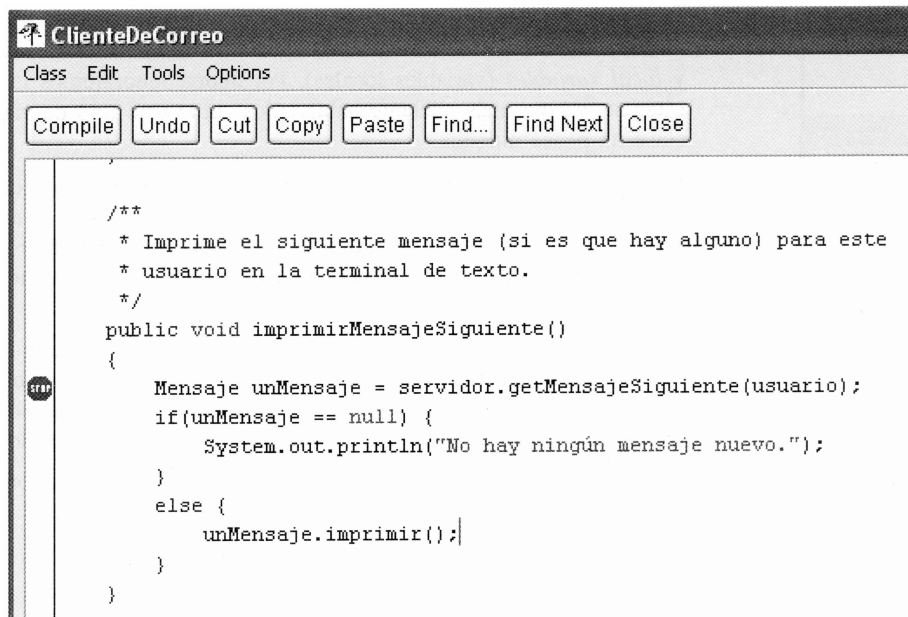 ClienteDeCorreo
Class Edit Tools Options
Compile Undo Cut Copy Paste Find... Find Next Close
/**
* Imprime el siguiente mensaje (si es que hay alguno) para este
* usuario en la terminal de texto.
*/
public void imprimirMensajeSiguiente()
{
STOP Mensaje unMensaje = servidor.getMensajeSiguiente(usuario);
if(unMensaje == null) {
System.out.println("No hay ningún mensaje nuevo.");
}
else {
unMensaje.imprimir();
}
}